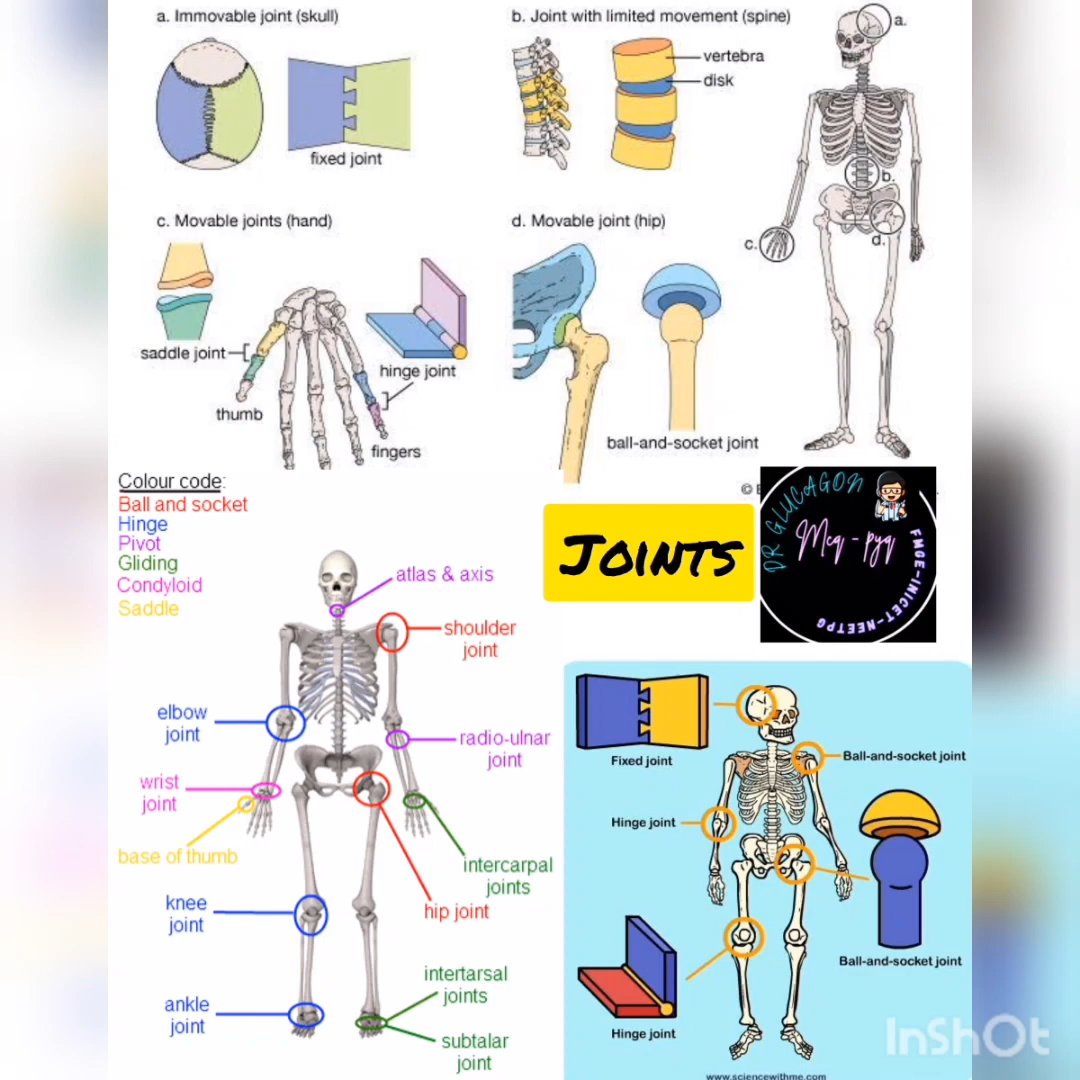 a. Immovable joint (skull)
fixed joint
b. Joint with limited movement (spine)
vertebra
disk
a.
b.
c.
d.
c. Movable joints (hand)
saddle joint
thumb
hinge joint
fingers
d. Movable joint (hip)
ball-and-socket joint
©
Colour code:
Ball and socket
Hinge
Pivot
Gliding
Condyloid
Saddle
atlas & axis
shoulder
joint
elbow
joint
radio-ulnar
joint
wrist
joint
base of thumb
intercarpal
joints
knee
joint
hip joint
intertarsal
joints
ankle
joint
subtalar
joint
JOINTS
DR GLUCAGON
Mcq - pyq
FMGE-INICET-NEETPG
Fixed joint
Ball-and-socket joint
Hinge joint
Ball-and-socket joint
Hinge joint
www.sciencewithme.com
InShOt